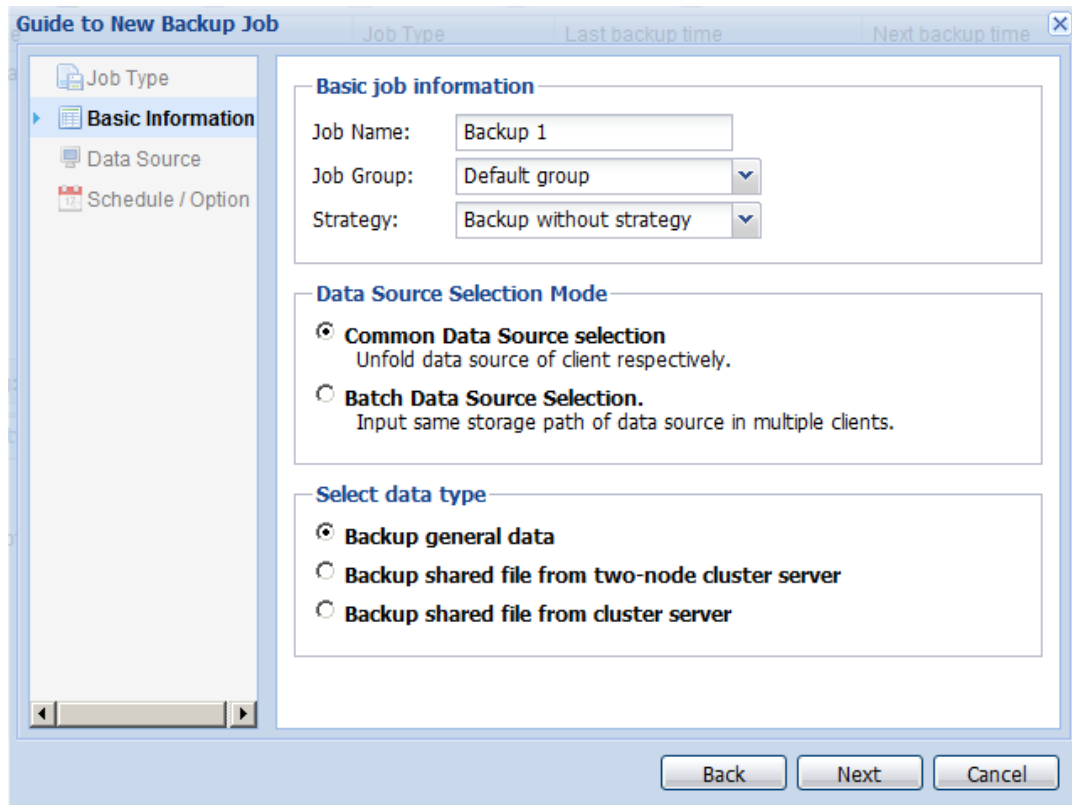 Guide to New Backup Job
Job Type
Last backup time
Next backup time
Job Type
Basic Information
Data Source
Schedule / Option
Basic job information
Job Name:
Backup 1
Job Group:
Default group
Strategy:
Backup without strategy
Data Source Selection Mode
Common Data Source selection
Unfold data source of client respectively.
Batch Data Source Selection.
Input same storage path of data source in multiple clients.
Select data type
Backup general data
Backup shared file from two-node cluster server
Backup shared file from cluster server
Back
Next
Cancel